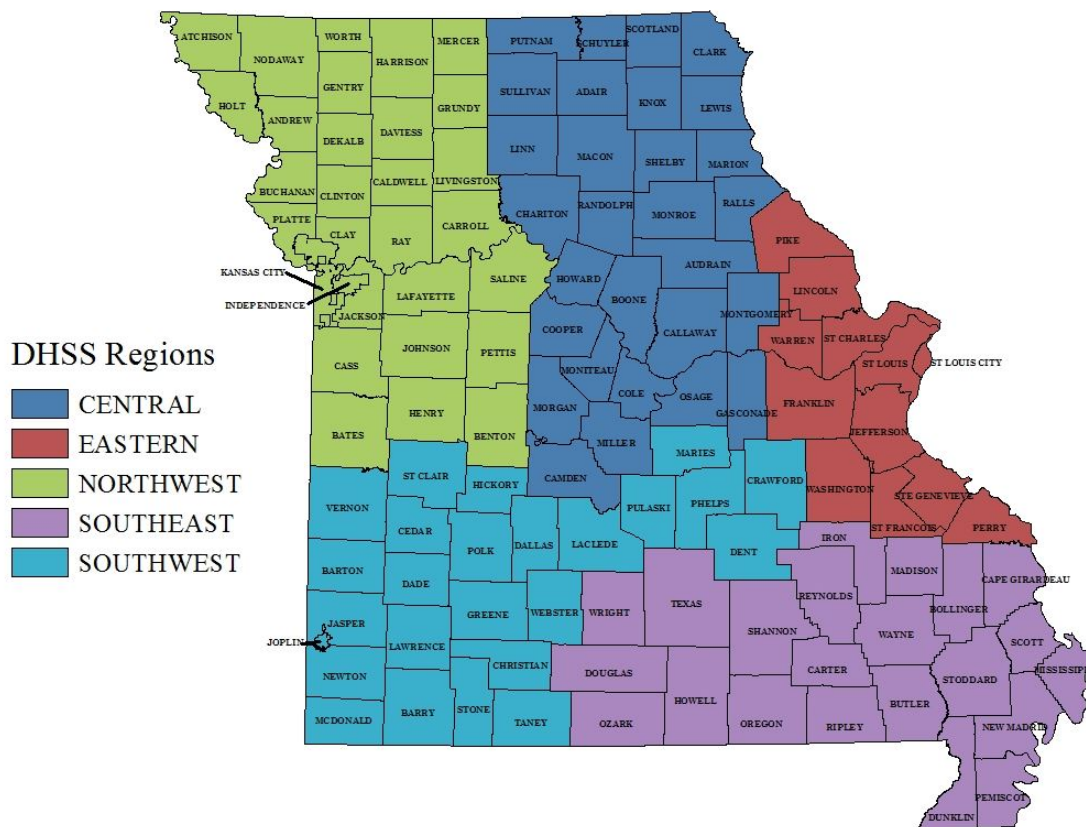 ATCHISON
NODAWAY
WORTH
HARRISON
MERCER
PUTNAM
SCHUYLER
SCOTLAND
CLARK
HOLT
GENTRY
GRUNDY
SULLIVAN
ADAIR
KNOX
LEWIS
ANDREW
DEKALB
DAVIESS
LINN
MACON
SHELBY
MARION
BUCHANAN
CLINTON
CALDWELL
LIVINGSTON
CHARITON
RANDOLPH
MONROE
RALLS
PLATTE
CLAY
RAY
CARROLL
PIKE
KANSAS CITY
INDEPENDENCE
JACKSON
LAFAYETTE
SALINE
HOWARD
BOONE
AUDRAIN
LINCOLN
COOPER
CALLAWAY
MONTGOMERY
WARREN
ST CHARLES
ST LOUIS
ST LOUIS CITY
CASS
JOHNSON
PETTIS
MONITEAU
COLE
OSAGE
GASCONADE
FRANKLIN
JEFFERSON
BATES
HENRY
BENTON
MORGAN
MILLER
MARIES
CAMDEN
VERNON
ST CLAIR
HICKORY
PULASKI
PHELPS
CRAWFORD
WASHINGTON
STE GENEVIEVE
ST FRANCOIS
PERRY
CEDAR
POLK
DALLAS
LACLEDE
DENT
IRON
BARTON
DADE
MADISON
CAPE GIRARDEAU
JASPER
GREENE
WEBSTER
WRIGHT
TEXAS
REYNOLDS
BOLLINGER
JOPLIN
LAWRENCE
SHANNON
WAYNE
SCOTT
NEWTON
CHRISTIAN
DOUGLAS
CARTER
STODDARD
MISSISSIPPI
MCDONALD
BARRY
STONE
TANEY
OZARK
HOWELL
OREGON
RIPLEY
BUTLER
NEW MADRID
PEMISCOT
DUNKLIN
DHSS Regions
CENTRAL
EASTERN
NORTHWEST
SOUTHEAST
SOUTHWEST